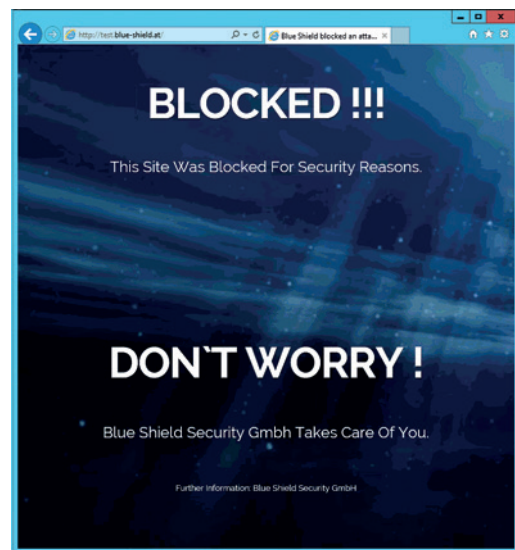 http://test.blue-shield.at/
Blue Shield blocked an atta...
BLOCKED !!!
This Site Was Blocked For Security Reasons.
DON`T WORRY !
Blue Shield Security Gmbh Takes Care Of You.
Further Information: Blue Shield Security GmbH